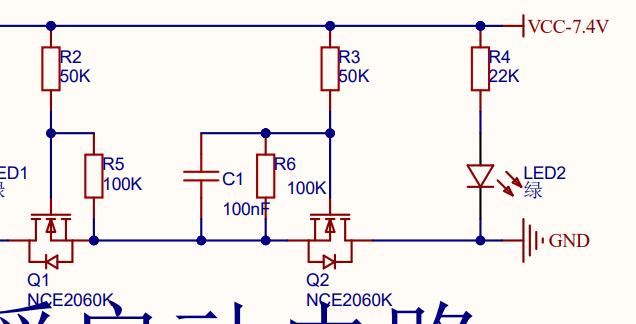 VCC-7.4V
R2
50K
R3
50K
R4
22K
ED1
绿
R5
100K
C1
100nF
R6
100K
LED2
绿
GND
Q1
NCE2060K
Q2
NCE2060K